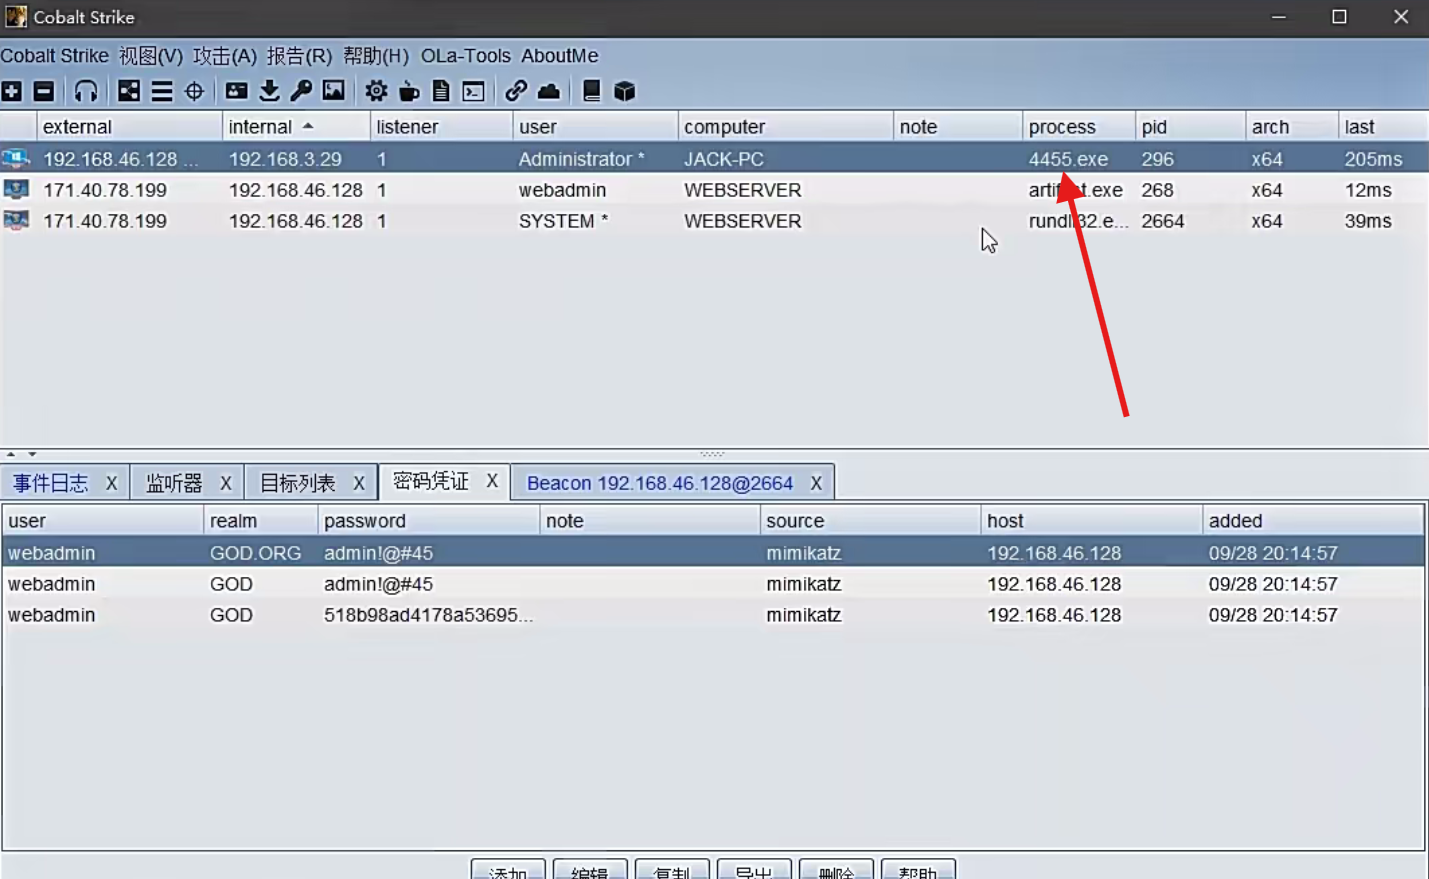 Cobalt Strike
Cobalt Strike 视图(V) 攻击(A) 报告(R) 帮助(H) OLa-Tools AboutMe
external internal listener user computer note process pid arch last
192.168.46.128 ... 192.168.3.29 1 Administrator * JACK-PC 4455.exe 296 x64 205ms
171.40.78.199 192.168.46.128 1 webadmin WEBSERVER artifact.exe 268 x64 12ms
171.40.78.199 192.168.46.128 1 SYSTEM * WEBSERVER rundll32.e... 2664 x64 39ms
事件日志 X 监听器 X 目标列表 X 密码凭证 X Beacon 192.168.46.128@2664 X
user realm password note source host added
webadmin GOD.ORG admin!@#45 mimikatz 192.168.46.128 09/28 20:14:57
webadmin GOD admin!@#45 mimikatz 192.168.46.128 09/28 20:14:57
webadmin GOD 518b98ad4178a53695... mimikatz 192.168.46.128 09/28 20:14:57
添加 编辑 复制 导出 删除 帮助